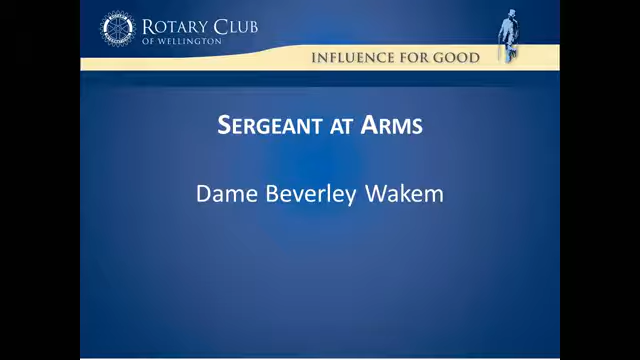 ROTARY CLUB
OF WELLINGTON
INFLUENCE FOR GOOD
SERGEANT AT ARMS
Dame Beverley Wakem